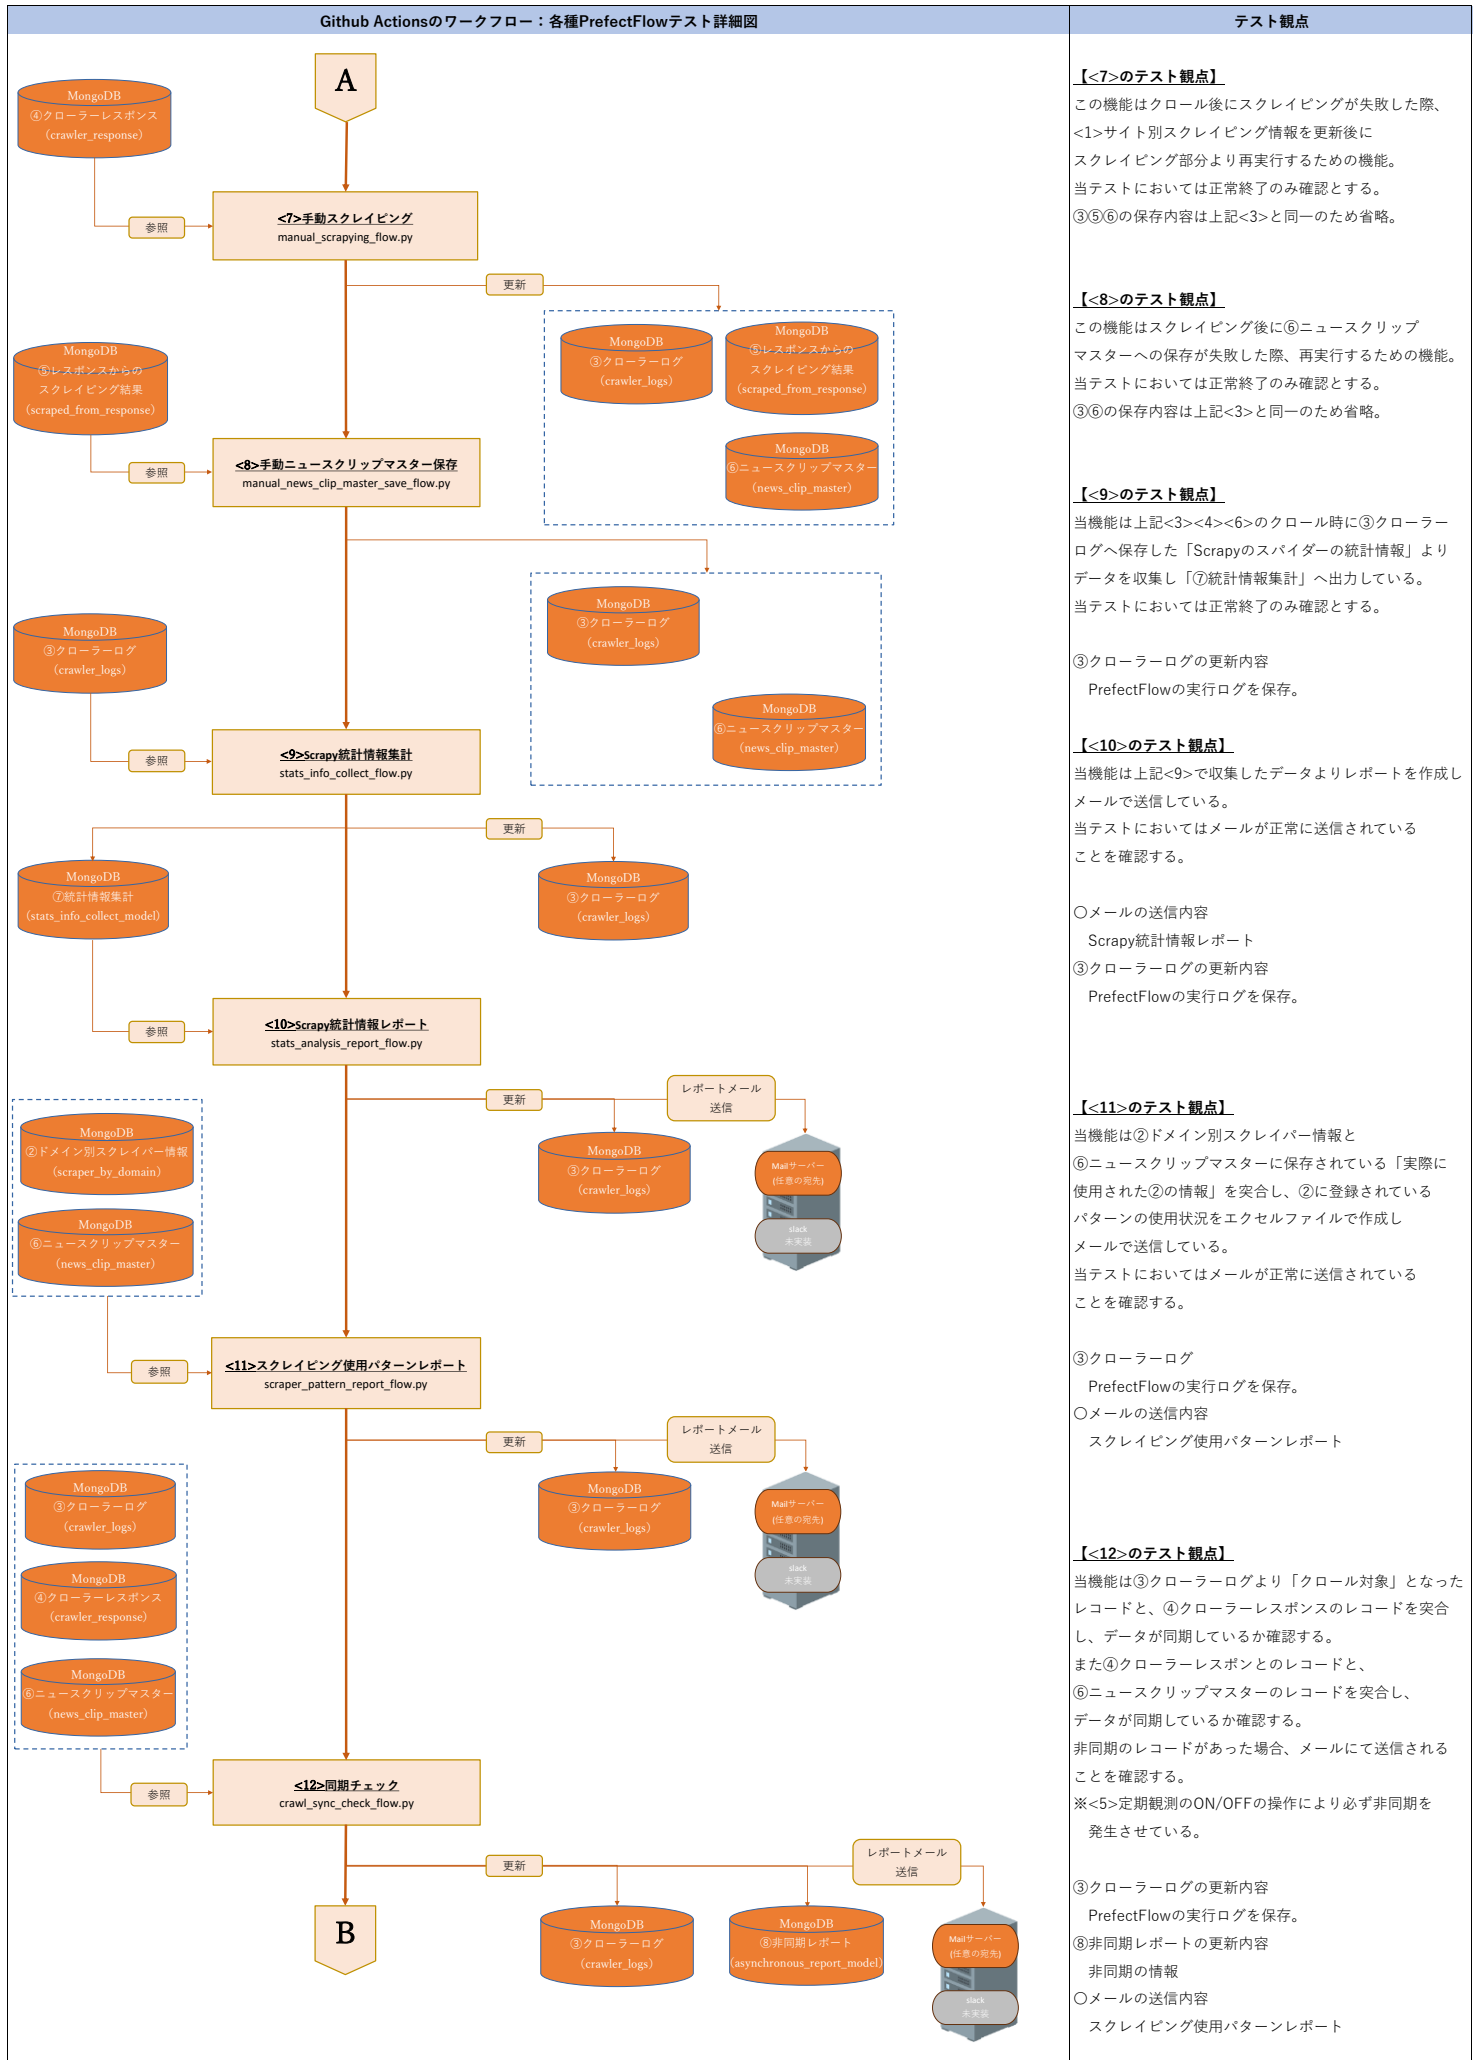 Github Actionsのワークフロー：各種PrefectFlowテスト詳細図
テスト観点
A
MongoDB
④クローラーレスポンス
（crawler_response）
参照
<7>手動スクレイピング
manual_scrapying_flow.py
更新
MongoDB
③クローラーログ
（crawler_logs）
MongoDB
⑤レスポンスからの
スクレイピング結果
（scraped_from_response）
MongoDB
⑥ニュースクリップマスター
（news_clip_master）
MongoDB
⑤レスポンスからの
スクレイピング結果
（scraped_from_response）
参照
<8>手動ニュースクリップマスター保存
manual_news_clip_master_save_flow.py
MongoDB
③クローラーログ
（crawler_logs）
MongoDB
⑥ニュースクリップマスター
（news_clip_master）
MongoDB
③クローラーログ
（crawler_logs）
参照
<9>Scrapy統計情報集計
stats_info_collect_flow.py
更新
MongoDB
⑦統計情報集計
（stats_info_collect_model）
MongoDB
③クローラーログ
（crawler_logs）
参照
<10>Scrapy統計情報レポート
stats_analysis_report_flow.py
更新
レポートメール
送信
MongoDB
③クローラーログ
（crawler_logs）
Mailサーバー
(任意の宛先)
slack
未実装
MongoDB
②ドメイン別スクレイパー情報
（scraper_by_domain）
MongoDB
⑥ニュースクリップマスター
（news_clip_master）
参照
<11>スクレイピング使用パターンレポート
scraper_pattern_report_flow.py
更新
レポートメール
送信
MongoDB
③クローラーログ
（crawler_logs）
Mailサーバー
(任意の宛先)
slack
未実装
MongoDB
③クローラーログ
（crawler_logs）
MongoDB
④クローラーレスポンス
（crawler_response）
MongoDB
⑥ニュースクリップマスター
（news_clip_master）
参照
<12>同期チェック
crawl_sync_check_flow.py
更新
レポートメール
送信
B
MongoDB
③クローラーログ
（crawler_logs）
MongoDB
⑧非同期レポート
（asynchronous_report_model）
Mailサーバー
(任意の宛先)
slack
未実装
【<7>のテスト観点】
この機能はクロール後にスクレイピングが失敗した際、
<1>サイト別スクレイピング情報を更新後に
スクレイピング部分より再実行するための機能。
当テストにおいては正常終了のみ確認とする。
③⑤⑥の保存内容は上記<3>と同一のため省略。
【<8>のテスト観点】
この機能はスクレイピング後に⑥ニュースクリップ
マスターへの保存が失敗した際、再実行するための機能。
当テストにおいては正常終了のみ確認とする。
③⑥の保存内容は上記<3>と同一のため省略。
【<9>のテスト観点】
当機能は上記<3><4><6>のクロール時に③クローラー
ログへ保存した「Scrapyのスパイダーの統計情報」より
データを収集し「⑦統計情報集計」へ出力している。
当テストにおいては正常終了のみ確認とする。
③クローラーログの更新内容
PrefectFlowの実行ログを保存。
【<10>のテスト観点】
当機能は上記<9>で収集したデータよりレポートを作成し
メールで送信している。
当テストにおいてはメールが正常に送信されている
ことを確認する。
〇メールの送信内容
Scrapy統計情報レポート
③クローラーログの更新内容
PrefectFlowの実行ログを保存。
【<11>のテスト観点】
当機能は②ドメイン別スクレイパー情報と
⑥ニュースクリップマスターに保存されている「実際に
使用された②の情報」を突合し、②に登録されている
パターンの使用状況をエクセルファイルで作成し
メールで送信している。
当テストにおいてはメールが正常に送信されている
ことを確認する。
③クローラーログ
PrefectFlowの実行ログを保存。
〇メールの送信内容
スクレイピング使用パターンレポート
【<12>のテスト観点】
当機能は③クローラーログより「クロール対象」となった
レコードと、④クローラーレスポンスのレコードを突合
し、データが同期しているか確認する。
また④クローラーレスポンとのレコードと、
⑥ニュースクリップマスターのレコードを突合し、
データが同期しているか確認する。
非同期のレコードがあった場合、メールにて送信される
ことを確認する。
※<5>定期観測のON/OFFの操作により必ず非同期を
発生させている。
③クローラーログの更新内容
PrefectFlowの実行ログを保存。
⑧非同期レポートの更新内容
非同期の情報
〇メールの送信内容
スクレイピング使用パターンレポート